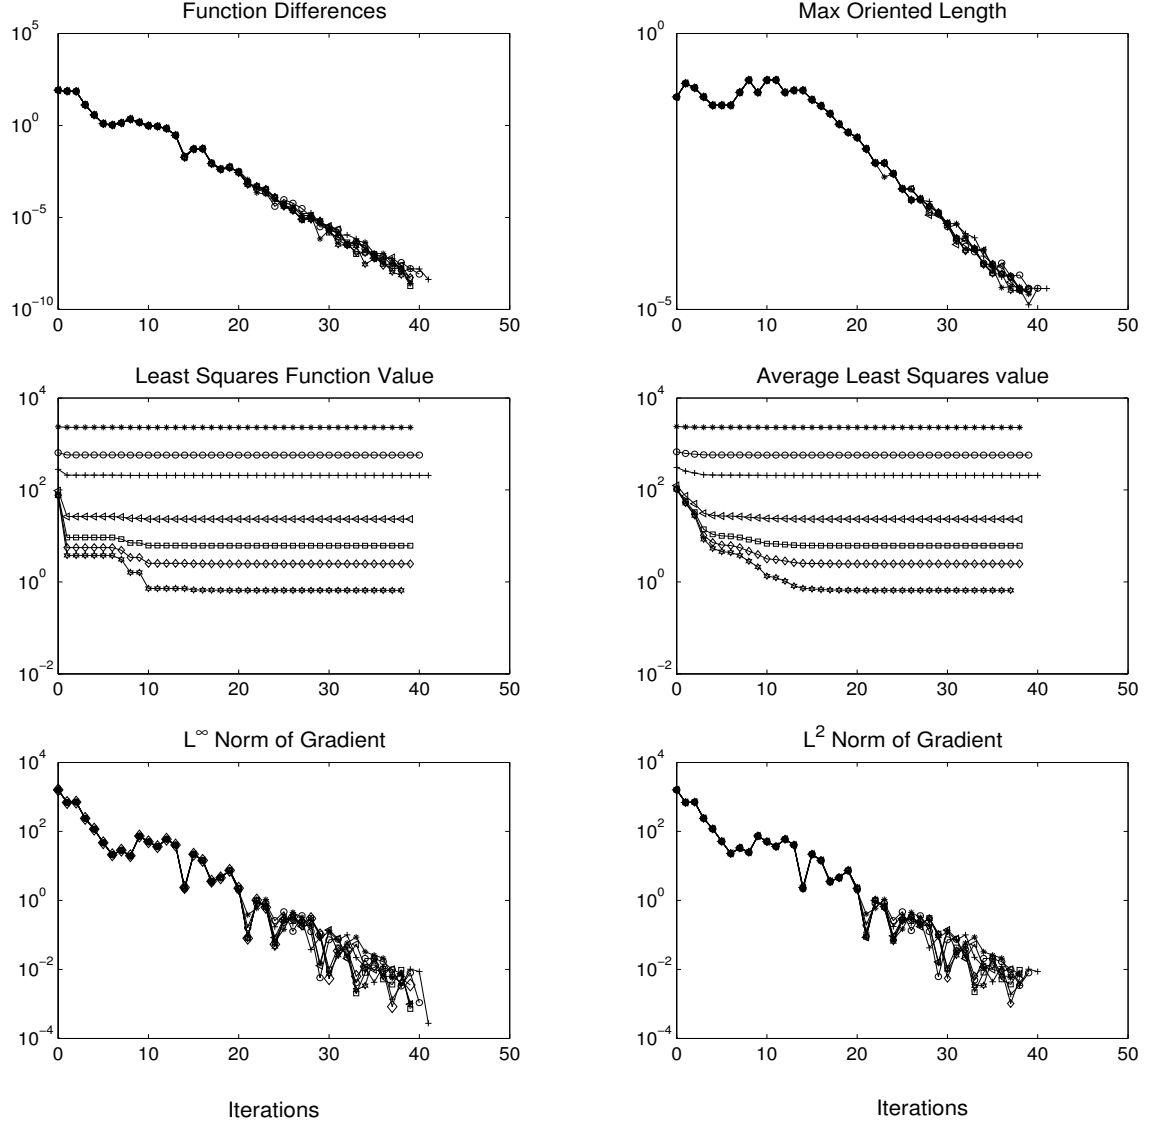 Function Differences
10^5
10^0
10^-5
10^-10
0 10 20 30 40 50
Max Oriented Length
10^0
10^-5
0 10 20 30 40 50
Least Squares Function Value
10^4
10^2
10^0
10^-2
0 10 20 30 40 50
Average Least Squares value
10^4
10^2
10^0
10^-2
0 10 20 30 40 50
L^∞ Norm of Gradient
10^4
10^2
10^0
10^-2
10^-4
0 10 20 30 40 50
Iterations
L^2 Norm of Gradient
10^4
10^2
10^0
10^-2
10^-4
0 10 20 30 40 50
Iterations